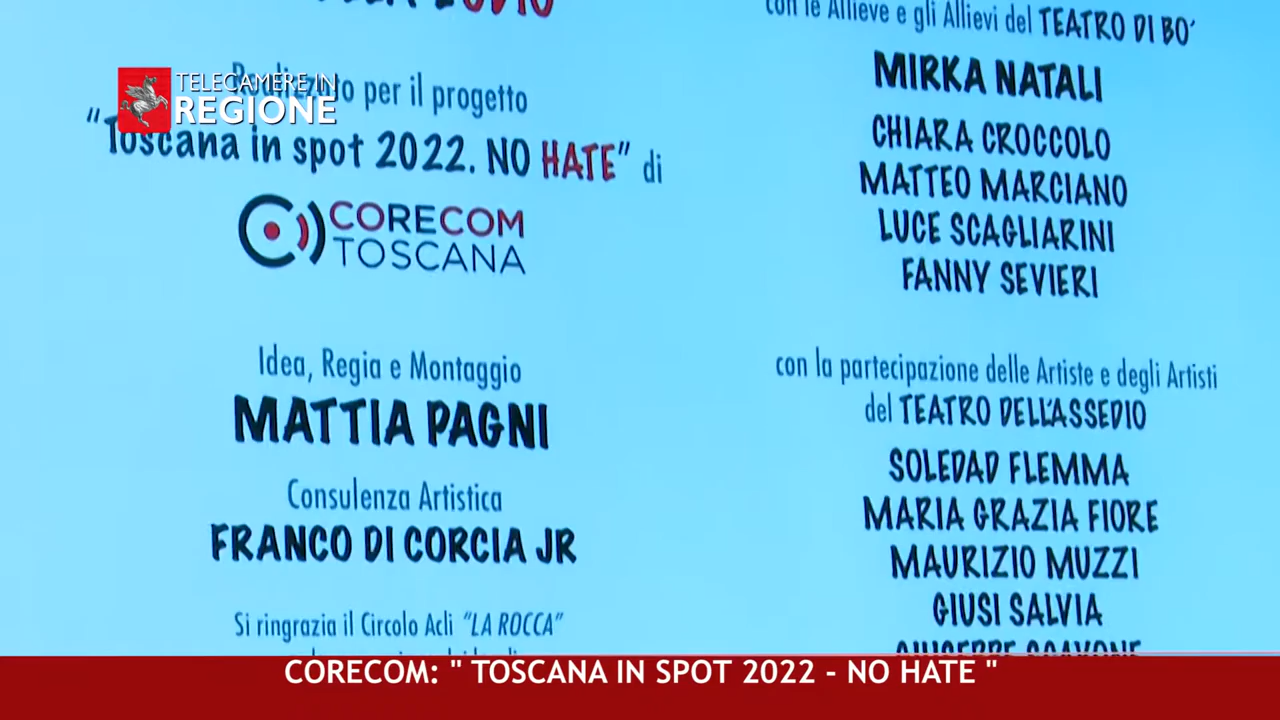 TELECAMERE IN
REGIONE
Realizzato per il progetto
"Toscana in spot 2022. NO HATE" di
CORECOM
TOSCANA
Idea, Regia e Montaggio
MATTIA PAGNI
Consulenza Artistica
FRANCO DI CORCIA JR
Si ringrazia il Circolo Acli "LA ROCCA"
con le Allieve e gli Allievi del TEATRO DI BO'
MIRKA NATALI
CHIARA CROCCOLO
MATTEO MARCIANO
LUCE SCAGLIARINI
FANNY SEVIERI
con la partecipazione delle Artiste e degli Artisti
del TEATRO DELL'ASSEDIO
SOLEDAD FLEMMA
MARIA GRAZIA FIORE
MAURIZIO MUZZI
GIUSI SALVIA
CORECOM: " TOSCANA IN SPOT 2022 - NO HATE "